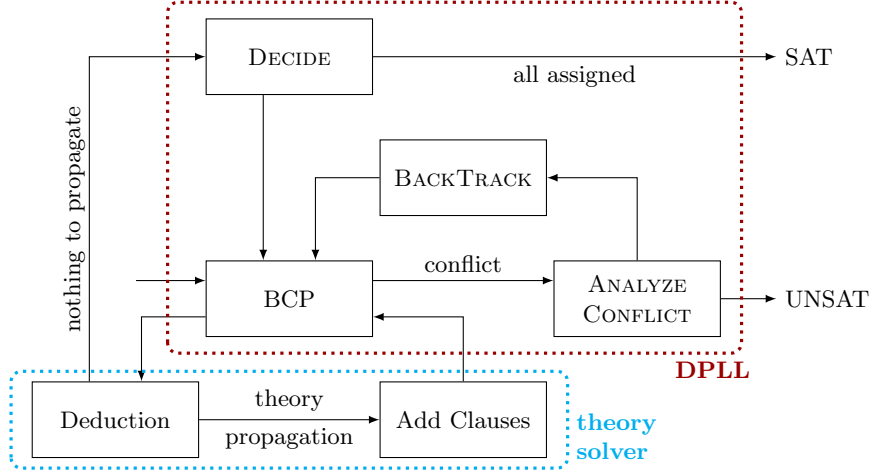 DECIDE
SAT
all assigned
nothing to propagate
BACKTRACK
conflict
BCP
ANALYZE
CONFLICT
UNSAT
DPLL
Deduction
theory
propagation
Add Clauses
theory
solver